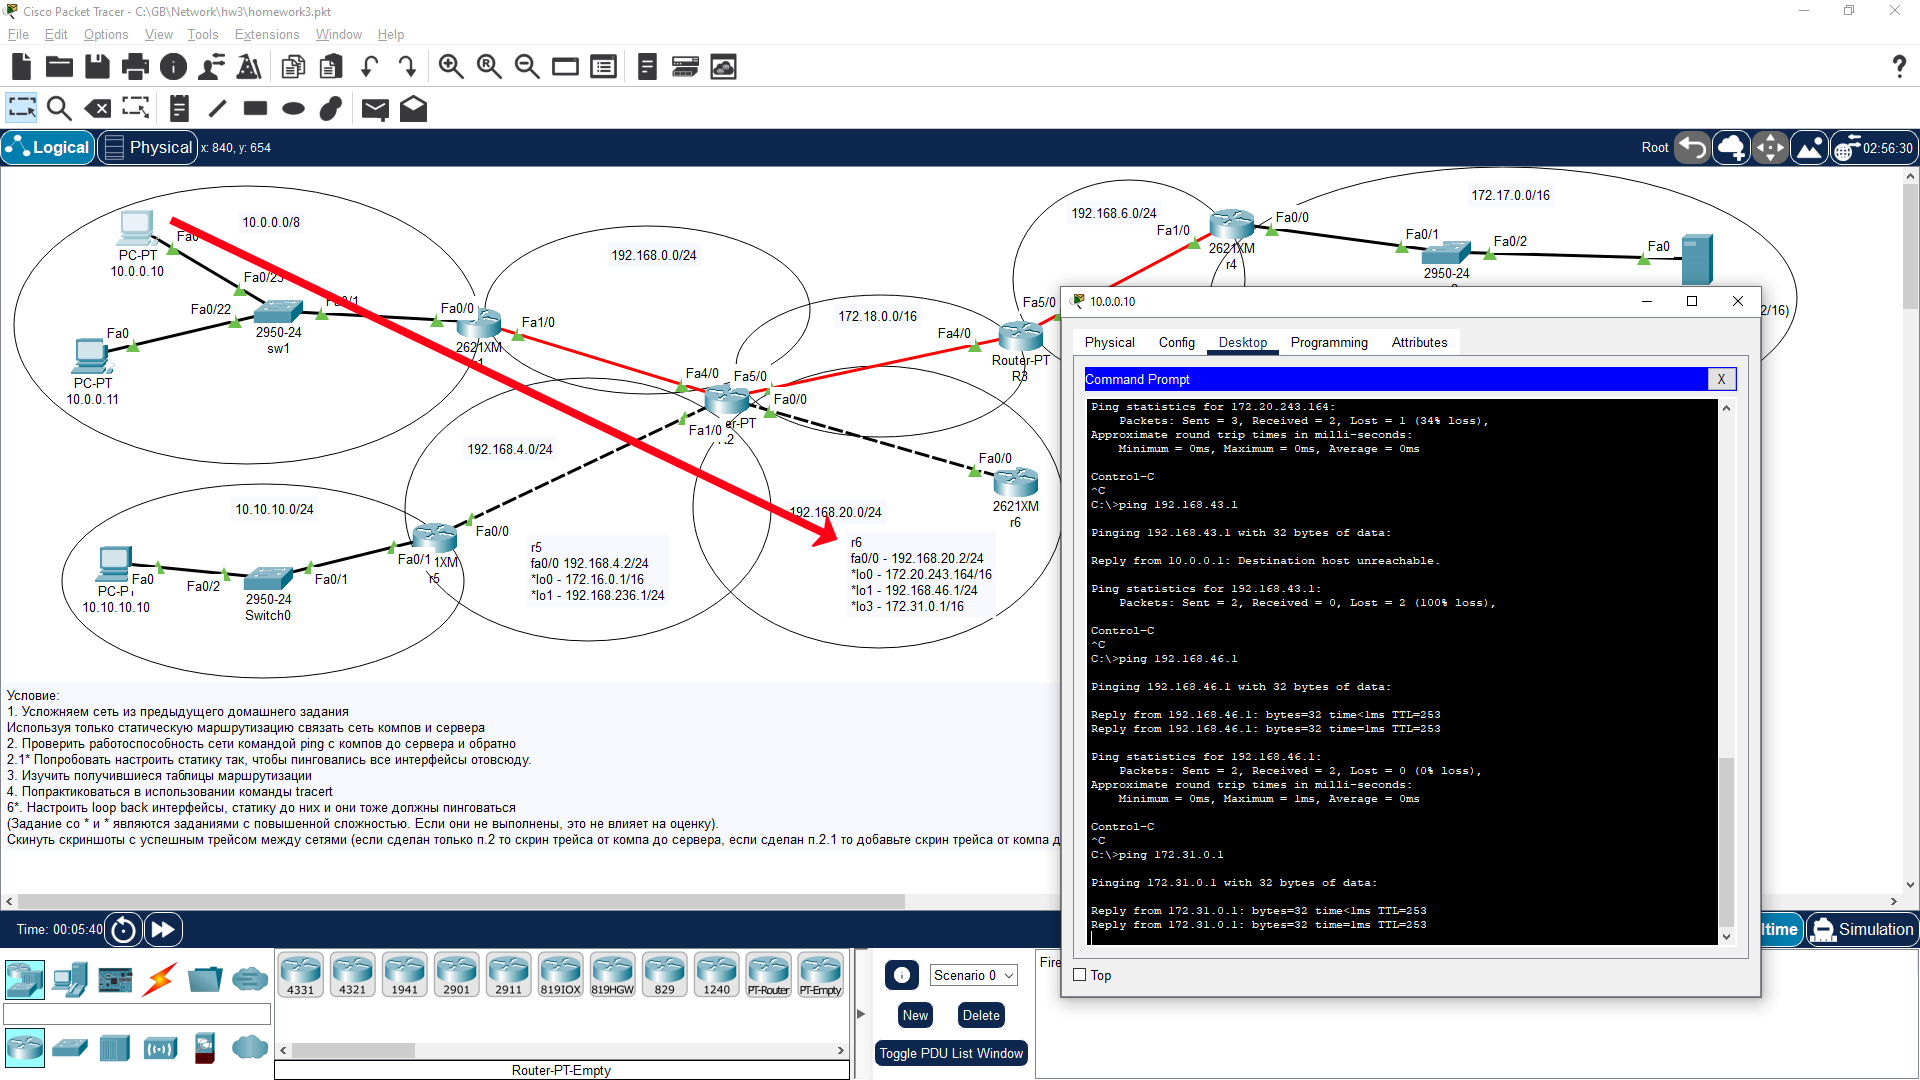 Cisco Packet Tracer - C:\GB\Network\hw3\homework3.pkt
File Edit Options View Tools Extensions Window Help
Logical Physical x: 840, y: 654 Root 02:56:30
10.0.0.0/8
PC-PT
10.0.0.10
Fa0/22
Fa0/1
2950-24
sw1
Fa0
PC-PT
10.0.0.11
192.168.0.0/24
Fa0/0
Fa1/0
2621XM
172.18.0.0/16
Fa4/0
Fa5/0
Fa0/0
Fa1/0
Fa4/0
Fa5/0
Router-PT
R3
192.168.6.0/24
Fa1/0
2621XM
r4
Fa0/0
172.17.0.0/16
Fa0/1
2950-24
Fa0/2
Fa0
2/16)
192.168.4.0/24
10.10.10.0/24
Fa0/0
Fa0/1
1XM
r5
Fa0
PC-P
10.10.10.10
Fa0/2
Fa0/1
2950-24
Switch0
r5
fa0/0 192.168.4.2/24
*lo0 - 172.16.0.1/16
*lo1 - 192.168.236.1/24
192.168.20.0/24
Fa0/0
2621XM
r6
r6
fa0/0 - 192.168.20.2/24
*lo0 - 172.20.243.164/16
*lo1 - 192.168.46.1/24
*lo3 - 172.31.0.1/16
Условие:
1. Усложняем сеть из предыдущего домашнего задания
Используя только статическую маршрутизацию связать сеть компов и сервера
2. Проверить работоспособность сети командой ping с компов до сервера и обратно
2.1* Попробовать настроить статику так, чтобы пинговались все интерфейсы отовсюду.
3. Изучить получившиеся таблицы маршрутизации
4. Попрактиковаться в использовании команды tracert
6*. Настроить loop back интерфейсы, статику до них и они тоже должны пинговаться
(Задание со * и * являются заданиями с повышенной сложностью. Если они не выполнены, это не влияет на оценку).
Скинуть скриншоты с успешным трейсом между сетями (если сделан только п.2 то скрин трейса от компа до сервера, если сделан п.2.1 то добавьте скрин трейса от компа д
10.0.0.10
Physical Config Desktop Programming Attributes
Command Prompt X
Ping statistics for 172.20.243.164:
Packets: Sent = 3, Received = 2, Lost = 1 (34% loss),
Approximate round trip times in milli-seconds:
Minimum = 0ms, Maximum = 0ms, Average = 0ms
Control-C
^C
C:\>ping 192.168.43.1
Pinging 192.168.43.1 with 32 bytes of data:
Reply from 10.0.0.1: Destination host unreachable.
Ping statistics for 192.168.43.1:
Packets: Sent = 2, Received = 0, Lost = 2 (100% loss),
Control-C
^C
C:\>ping 192.168.46.1
Pinging 192.168.46.1 with 32 bytes of data:
Reply from 192.168.46.1: bytes=32 time<1ms TTL=253
Reply from 192.168.46.1: bytes=32 time=1ms TTL=253
Ping statistics for 192.168.46.1:
Packets: Sent = 2, Received = 2, Lost = 0 (0% loss),
Approximate round trip times in milli-seconds:
Minimum = 0ms, Maximum = 1ms, Average = 0ms
Control-C
^C
C:\>ping 172.31.0.1
Pinging 172.31.0.1 with 32 bytes of data:
Reply from 172.31.0.1: bytes=32 time<1ms TTL=253
Reply from 172.31.0.1: bytes=32 time=1ms TTL=253
Top
Time: 00:05:40 ltime Simulation
4331 4321 1941 2901 2911 819IOX 819HGW 829 1240 PT-Router PT-Empty
Router-PT-Empty
Scenario 0
New Delete
Toggle PDU List Window
Fire